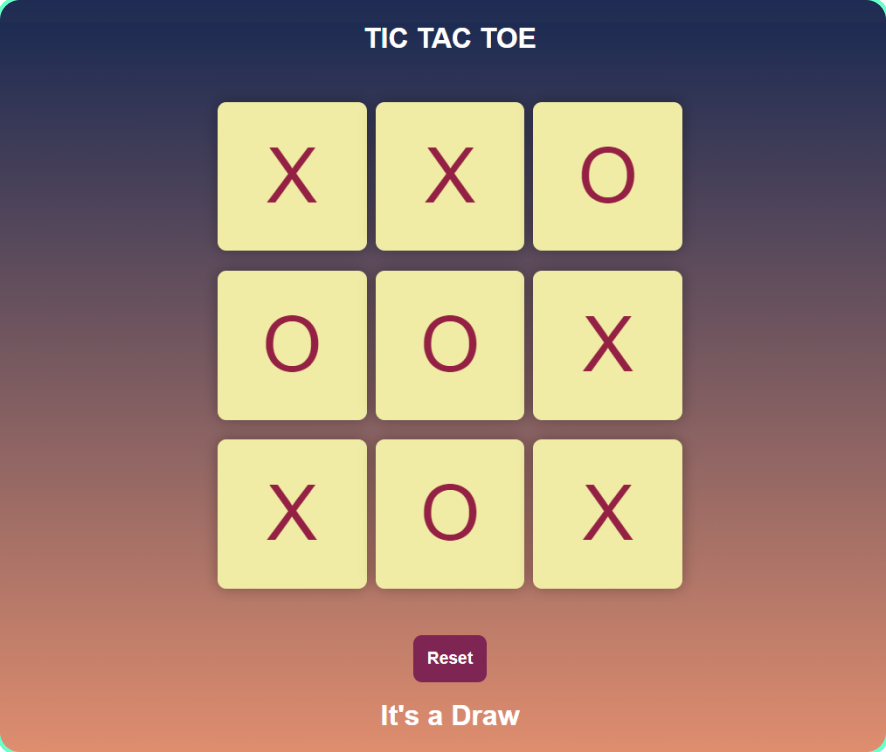 TIC TAC TOE
X X O
O O X
X O X
Reset
It's a Draw